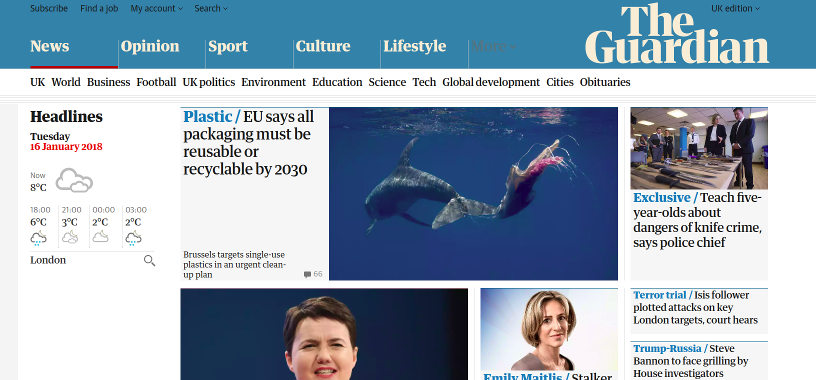 Subscribe Find a job My account Search UK edition
The Guardian
News Opinion Sport Culture Lifestyle More
UK World Business Football UK politics Environment Education Science Tech Global development Cities Obituaries
Headlines
Tuesday
16 January 2018
Now
8°C
18:00 21:00 00:00 03:00
6°C 3°C 2°C 2°C
London
Plastic / EU says all
packaging must be
reusable or
recyclable by 2030
Brussels targets single-use
plastics in an urgent clean-
up plan
66
Exclusive / Teach five-
year-olds about
dangers of knife crime,
says police chief
Emily Maitlis / Stalker
Terror trial / Isis follower
plotted attacks on key
London targets, court hears
Trump-Russia / Steve
Bannon to face grilling by
House investigators